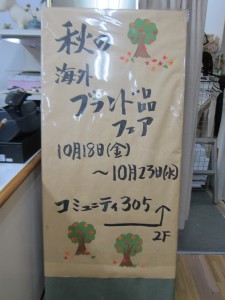 秋の
海外
ブランド品
フェア
10月18日(金)
～10月23日(水)
コミュニティ305
2F